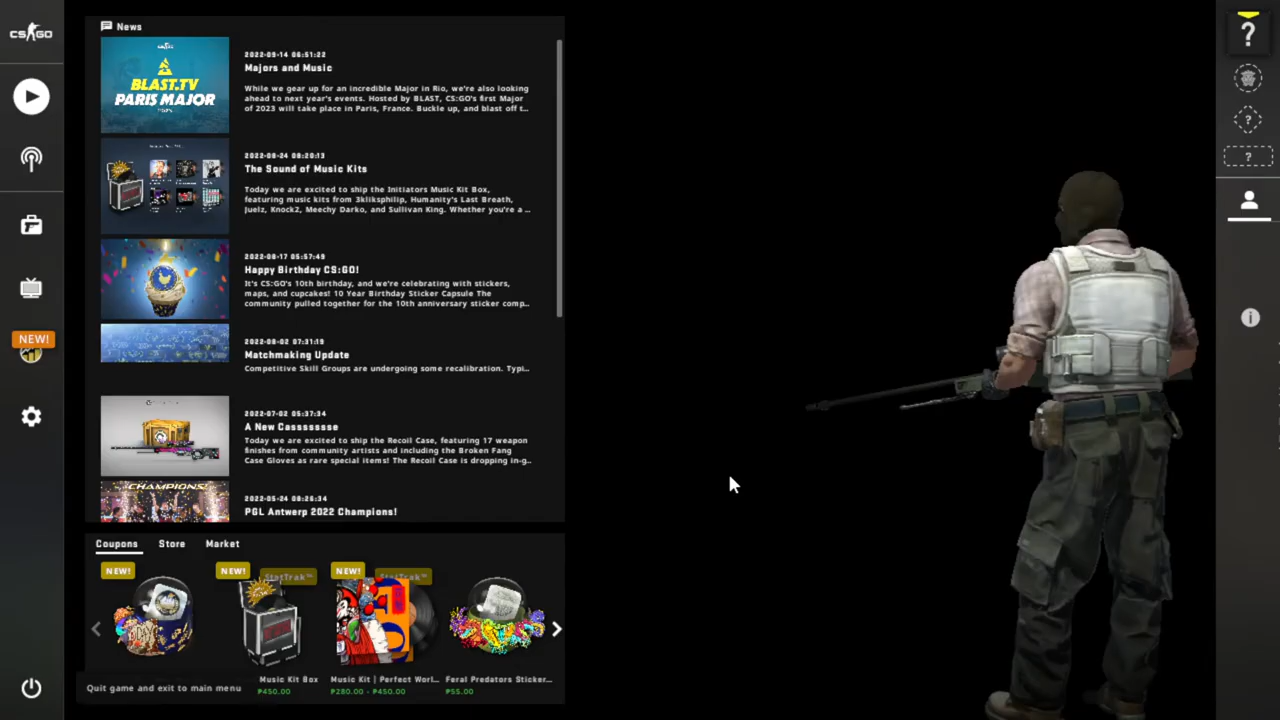 CS:GO
News
BLAST.TV
PARIS MAJOR
2022-09-14 06:51:22
Majors and Music
While we gear up for an incredible Major in Rio, we're also looking
ahead to next year's events. Hosted by BLAST, CS:GO's first Major
of 2023 will take place in Paris, France. Buckle up, and blast off t...
2022-08-24 08:20:13
The Sound of Music Kits
Today we are excited to ship the Initiators Music Kit Box,
featuring music kits from 3kliksphilip, Humanity's Last Breath,
Juelz, Knock2, Meechy Darko, and Sullivan King. Whether you're a ...
2022-08-17 05:57:49
Happy Birthday CS:GO!
It's CS:GO's 10th birthday, and we're celebrating with stickers,
maps, and cupcakes! 10 Year Birthday Sticker Capsule The
community pulled together for the 10th anniversary sticker comp...
NEW!
2022-08-02 07:31:19
Matchmaking Update
Competitive Skill Groups are undergoing some recalibration. Typi...
2022-07-02 05:37:34
A New Cassssssse
Today we are excited to ship the Recoil Case, featuring 17 weapon
finishes from community artists and including the Broken Fang
Case Gloves as rare special items! The Recoil Case is dropping in-g...
CHAMPIONS!
2022-05-24 08:26:34
PGL Antwerp 2022 Champions!
Coupons Store Market
NEW! NEW! StatTrak™ NEW! StatTrak™
Music Kit Box Music Kit | Perfect Worl... Feral Predators Sticker...
Quit game and exit to main menu
₱450.00 ₱280.00 - ₱450.00 ₱55.00
?
?
?